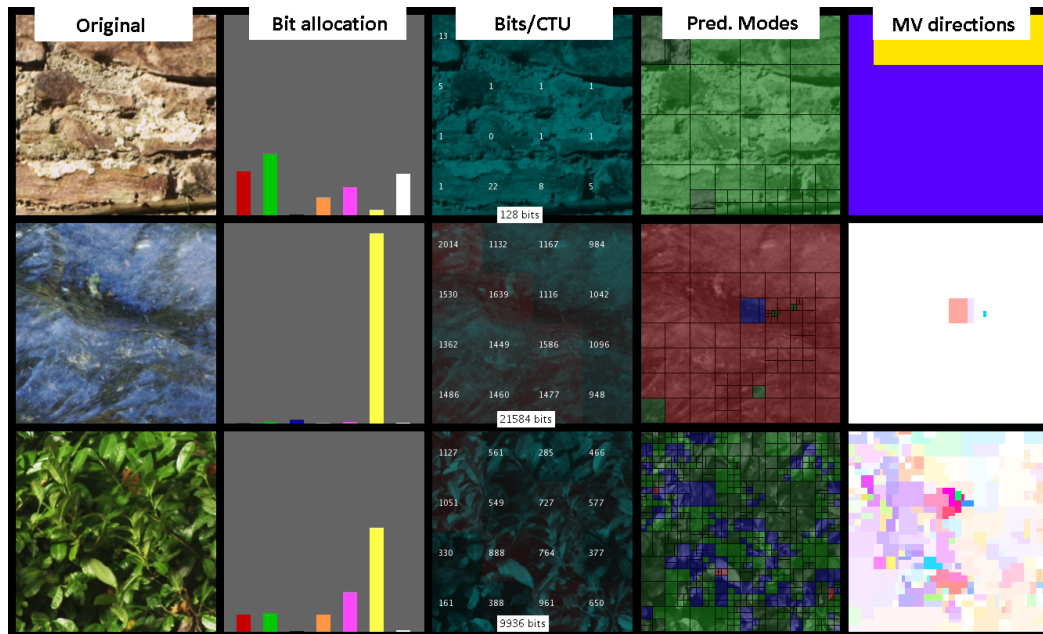 Original Bit allocation Bits/CTU Pred. Modes MV directions
13
5 1 1 1
1 0 1 1
1 22 8 5
128 bits
2014 1132 1167 984
1530 1639 1116 1042
1362 1449 1586 1096
1486 1460 1477 948
21584 bits
1127 561 285 466
1051 549 727 577
330 888 764 377
161 388 961 650
9936 bits